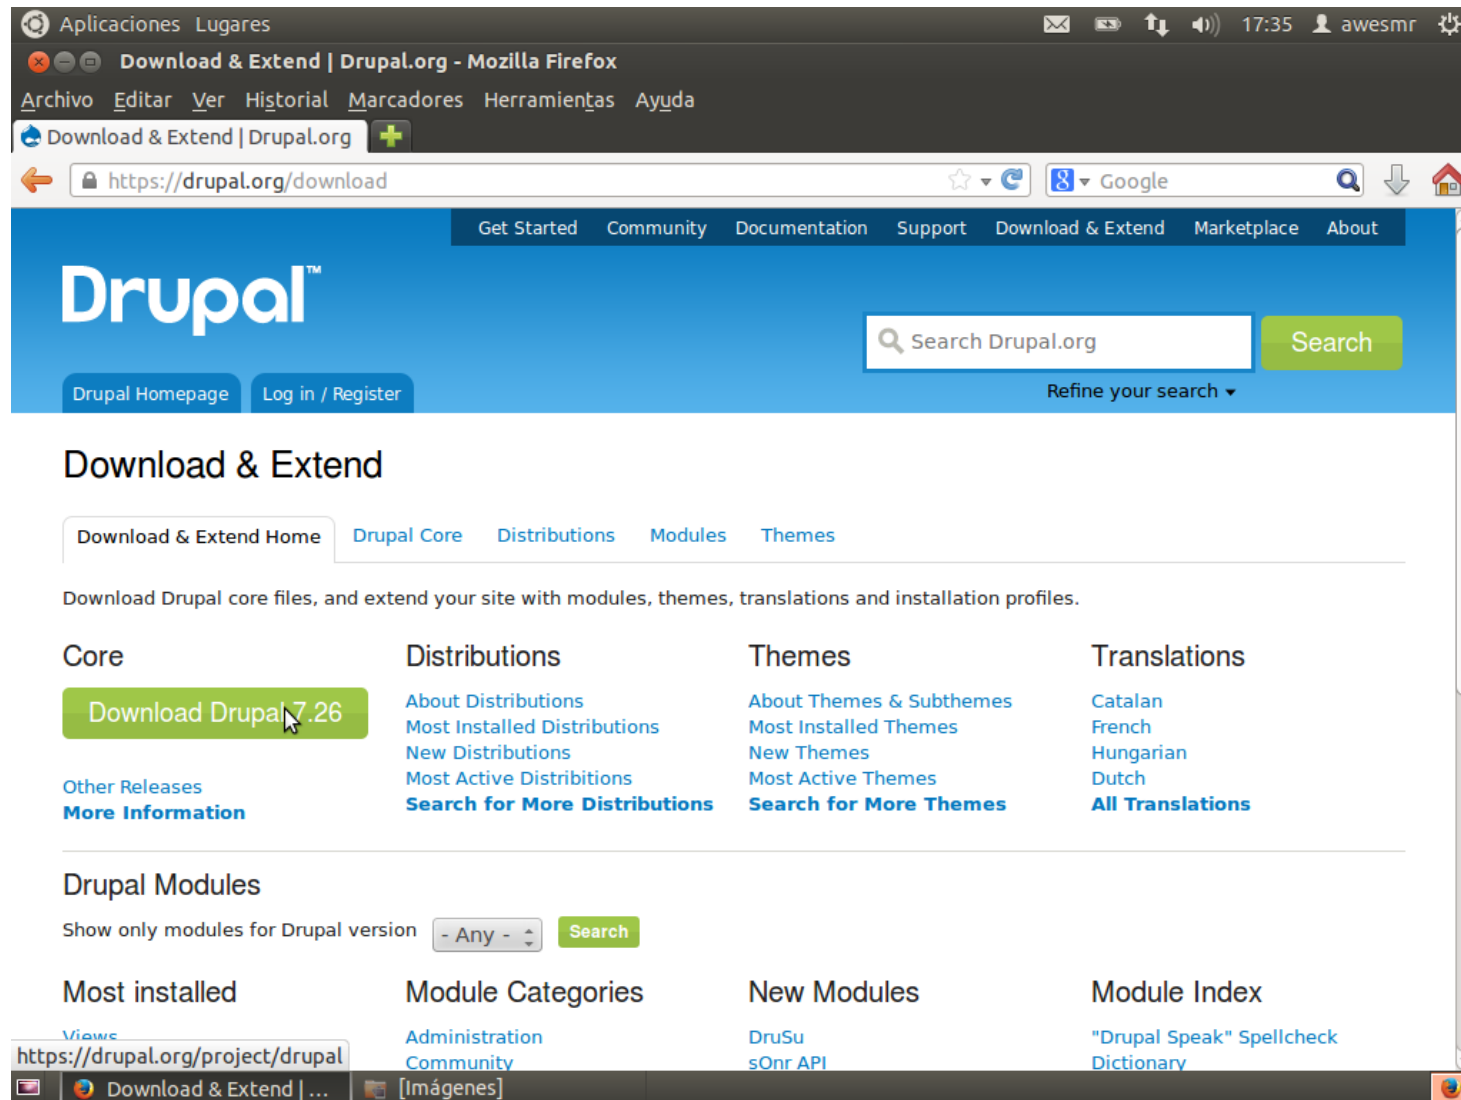 Aplicaciones Lugares 17:35 awesmr
Download & Extend | Drupal.org - Mozilla Firefox
Archivo Editar Ver Historial Marcadores Herramientas Ayuda
Download & Extend | Drupal.org
https://drupal.org/download 8 Google
Get Started Community Documentation Support Download & Extend Marketplace About
Drupal™
Search Drupal.org Search
Refine your search
Drupal Homepage Log in / Register
Download & Extend
Download & Extend Home Drupal Core Distributions Modules Themes
Download Drupal core files, and extend your site with modules, themes, translations and installation profiles.
Core
Download Drupal 7.26
Other Releases
More Information
Distributions
About Distributions
Most Installed Distributions
New Distributions
Most Active Distribitions
Search for More Distributions
Themes
About Themes & Subthemes
Most Installed Themes
New Themes
Most Active Themes
Search for More Themes
Translations
Catalan
French
Hungarian
Dutch
All Translations
Drupal Modules
Show only modules for Drupal version - Any - Search
Most installed
Views
Module Categories
Administration
Community
New Modules
DruSu
sOnr API
Module Index
"Drupal Speak" Spellcheck
Dictionary
https://drupal.org/project/drupal
Download & Extend | ... [Imágenes]